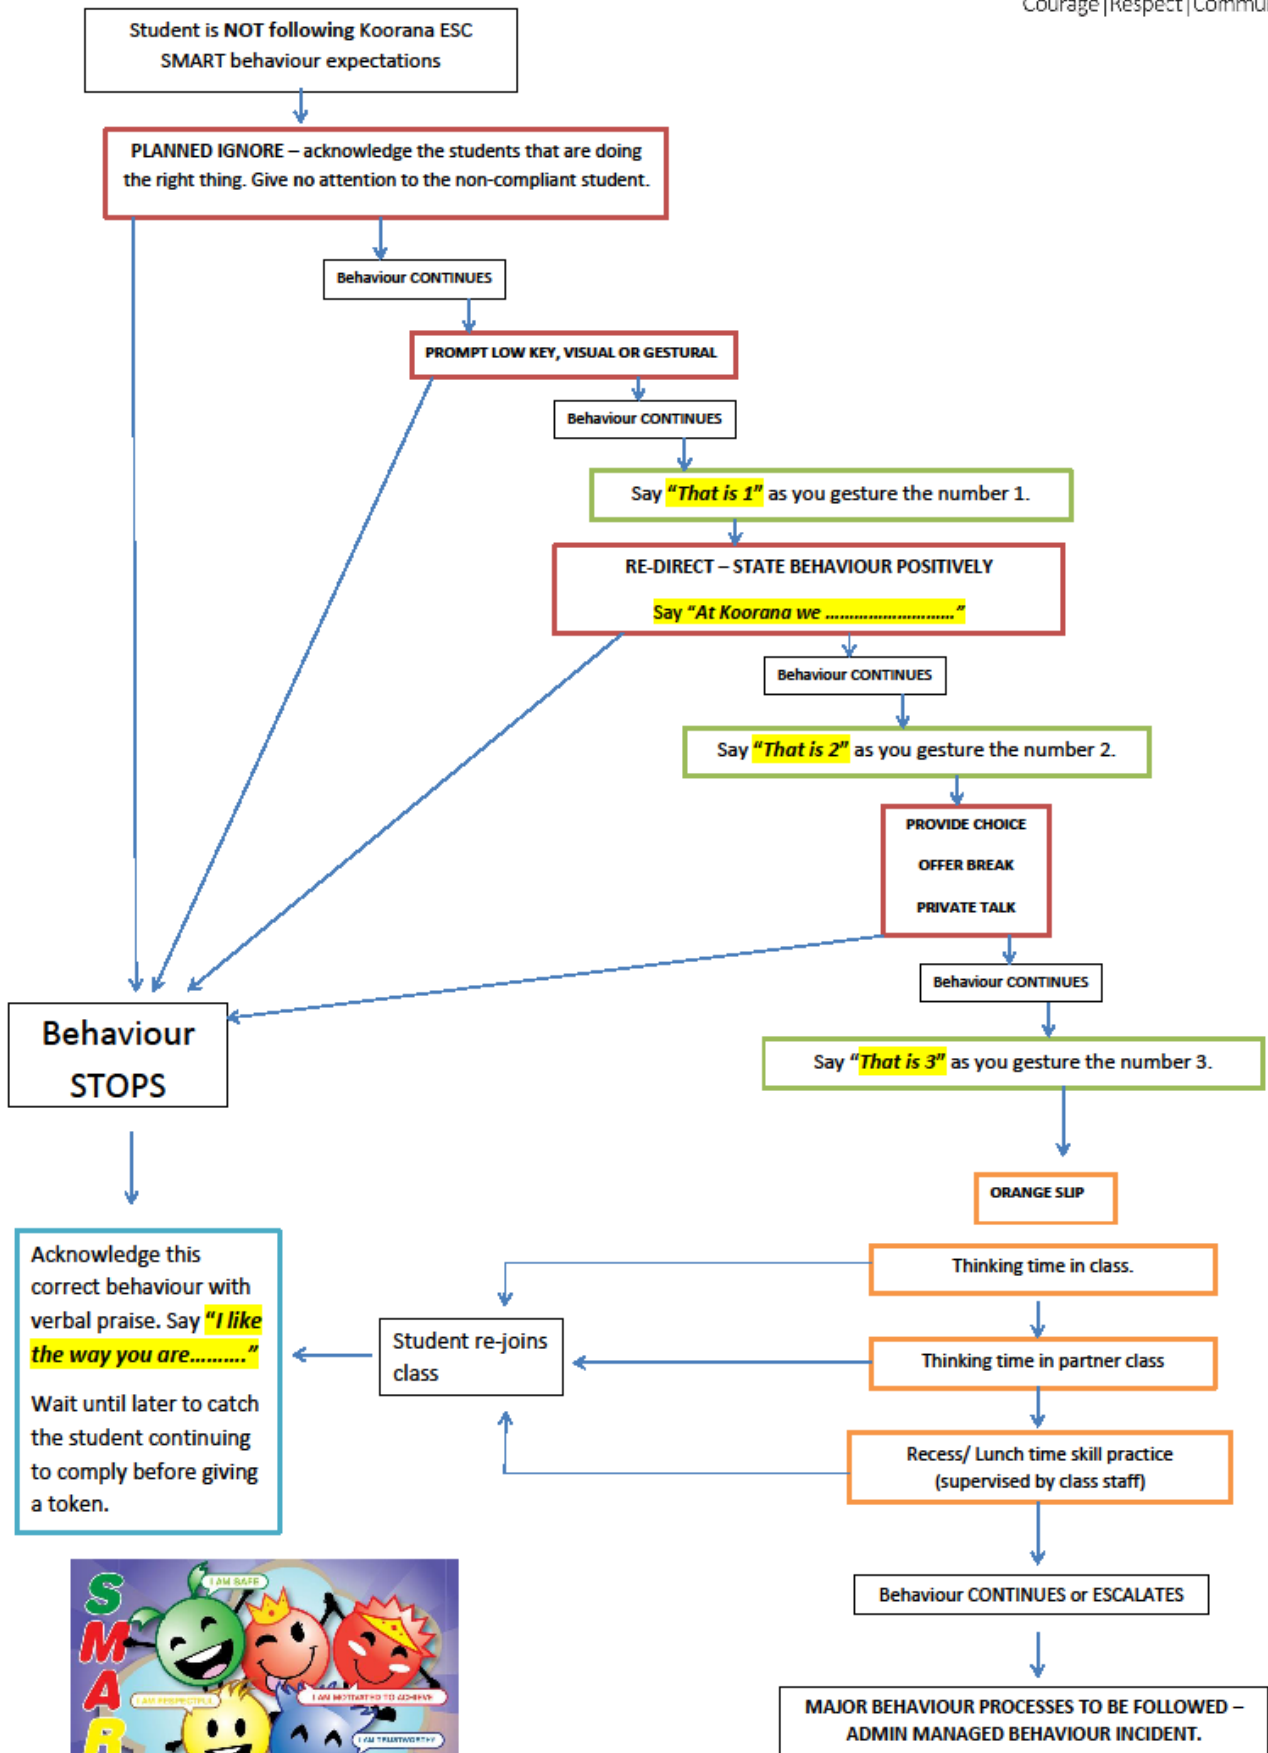 Courage|Respect|Commu
Student is NOT following Koorana ESC
SMART behaviour expectations
PLANNED IGNORE – acknowledge the students that are doing
the right thing. Give no attention to the non-compliant student.
Behaviour CONTINUES
PROMPT LOW KEY, VISUAL OR GESTURAL
Behaviour CONTINUES
Say “That is 1” as you gesture the number 1.
RE-DIRECT – STATE BEHAVIOUR POSITIVELY
Say “At Koorana we ...........................”
Behaviour CONTINUES
Say “That is 2” as you gesture the number 2.
PROVIDE CHOICE
OFFER BREAK
PRIVATE TALK
Behaviour CONTINUES
Behaviour
STOPS
Say “That is 3” as you gesture the number 3.
ORANGE SLIP
Acknowledge this
correct behaviour with
verbal praise. Say “I like
the way you are..........”
Wait until later to catch
the student continuing
to comply before giving
a token.
Student re-joins
class
Thinking time in class.
Thinking time in partner class
Recess/ Lunch time skill practice
(supervised by class staff)
Behaviour CONTINUES or ESCALATES
MAJOR BEHAVIOUR PROCESSES TO BE FOLLOWED –
ADMIN MANAGED BEHAVIOUR INCIDENT.
S
M
A
R
I AM SAFE
I AM MOTIVATED TO ACHIEVE
I AM RESPECTFUL
I AM TRUSTWORTHY